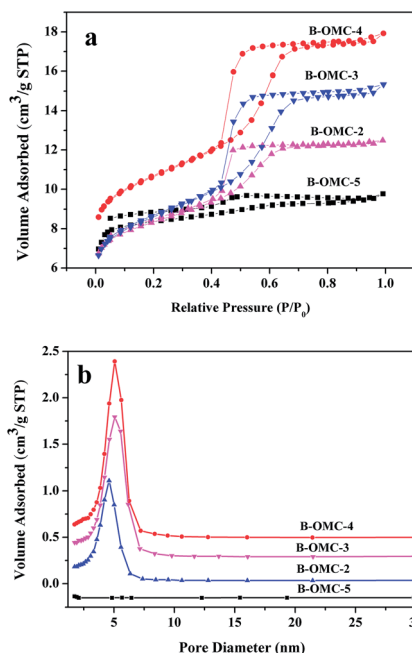 a
B-OMC-4
B-OMC-3
B-OMC-2
B-OMC-5
18
16
14
12
10
8
6
0.0 0.2 0.4 0.6 0.8 1.0
Volume Adsorbed (cm³/g STP)
Relative Pressure (P/P₀)
b
2.5
2.0
1.5
1.0
0.5
0.0
B-OMC-4
B-OMC-3
B-OMC-2
B-OMC-5
0 5 10 15 20 25 30
Volume Adsorbed (cm³/g STP)
Pore Diameter (nm)